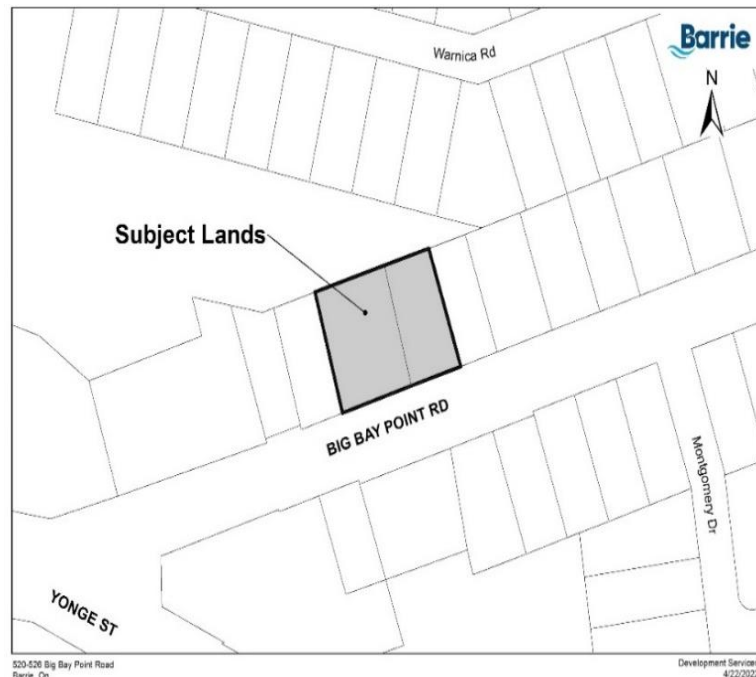 Barrie
Warnica Rd
N
Subject Lands
BIG BAY POINT RD
Montgomery Dr
YONGE ST
520-526 Big Bay Point Road
Barrie, On
Development Services